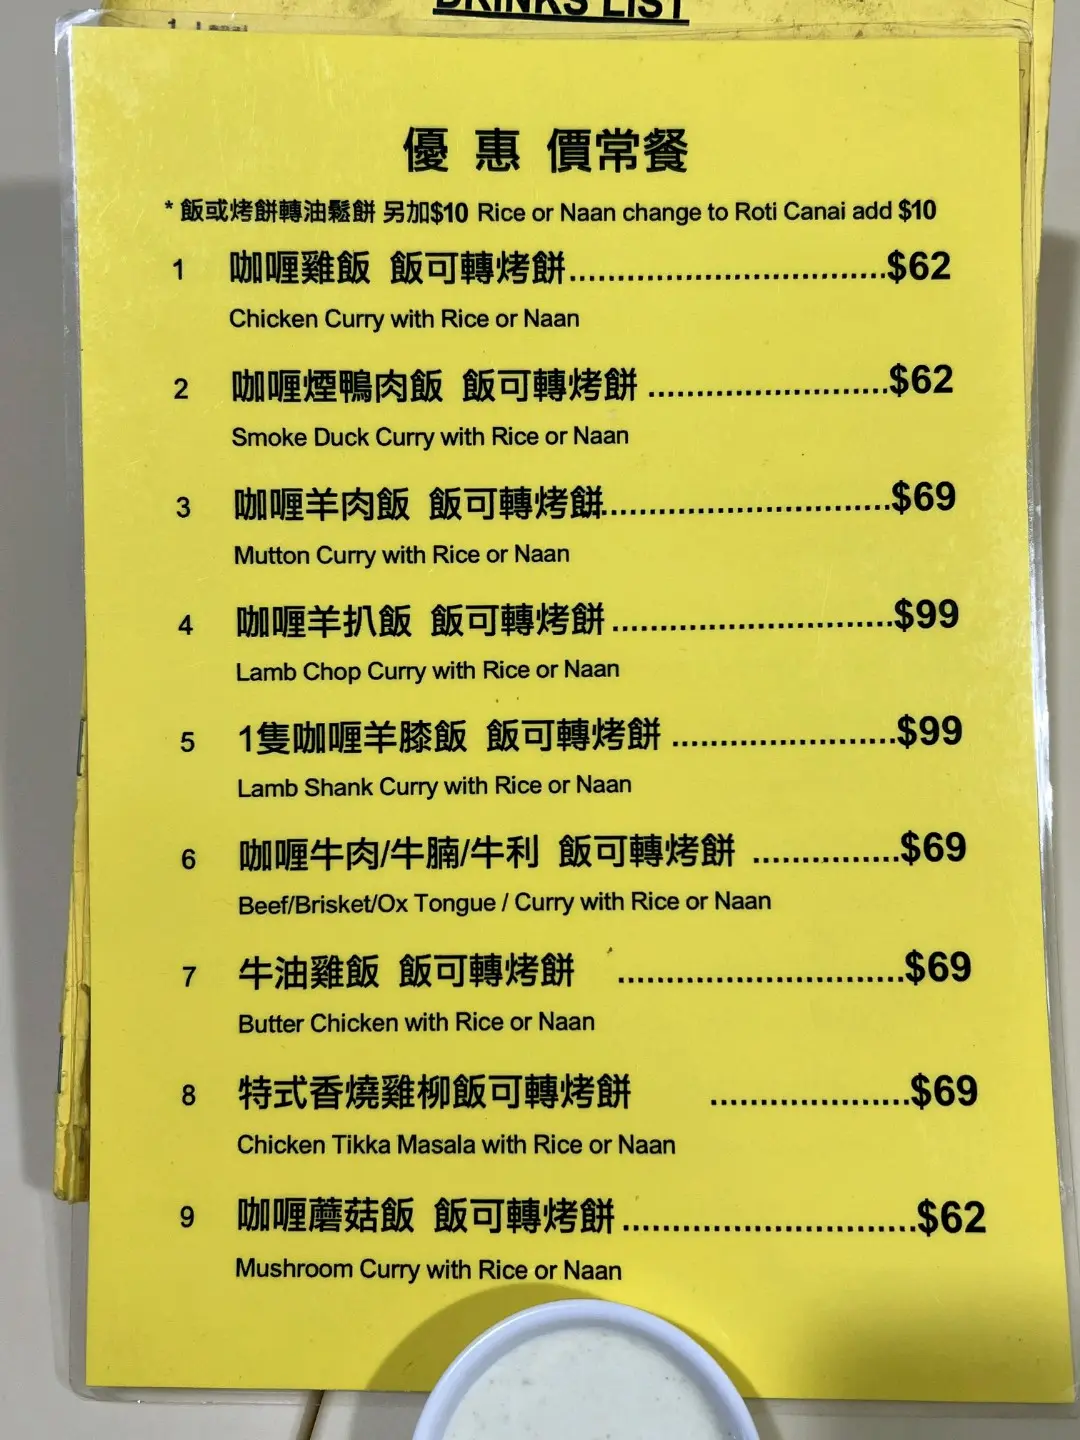 DRINKS LIST
優 惠 價常餐
* 飯或烤餅轉油鬆餅 另加$10 Rice or Naan change to Roti Canai add $10
1 咖喱雞飯 飯可轉烤餅..............................$62
Chicken Curry with Rice or Naan
2 咖喱煙鴨肉飯 飯可轉烤餅 .......................$62
Smoke Duck Curry with Rice or Naan
3 咖喱羊肉飯 飯可轉烤餅...........................$69
Mutton Curry with Rice or Naan
4 咖喱羊扒飯 飯可轉烤餅 ...........................$99
Lamb Chop Curry with Rice or Naan
5 1隻咖喱羊膝飯 飯可轉烤餅 ......................$99
Lamb Shank Curry with Rice or Naan
6 咖喱牛肉/牛腩/牛利 飯可轉烤餅 ...............$69
Beef/Brisket/Ox Tongue / Curry with Rice or Naan
7 牛油雞飯 飯可轉烤餅 ............................$69
Butter Chicken with Rice or Naan
8 特式香燒雞柳飯可轉烤餅 ....................$69
Chicken Tikka Masala with Rice or Naan
9 咖喱蘑菇飯 飯可轉烤餅 .............................$62
Mushroom Curry with Rice or Naan